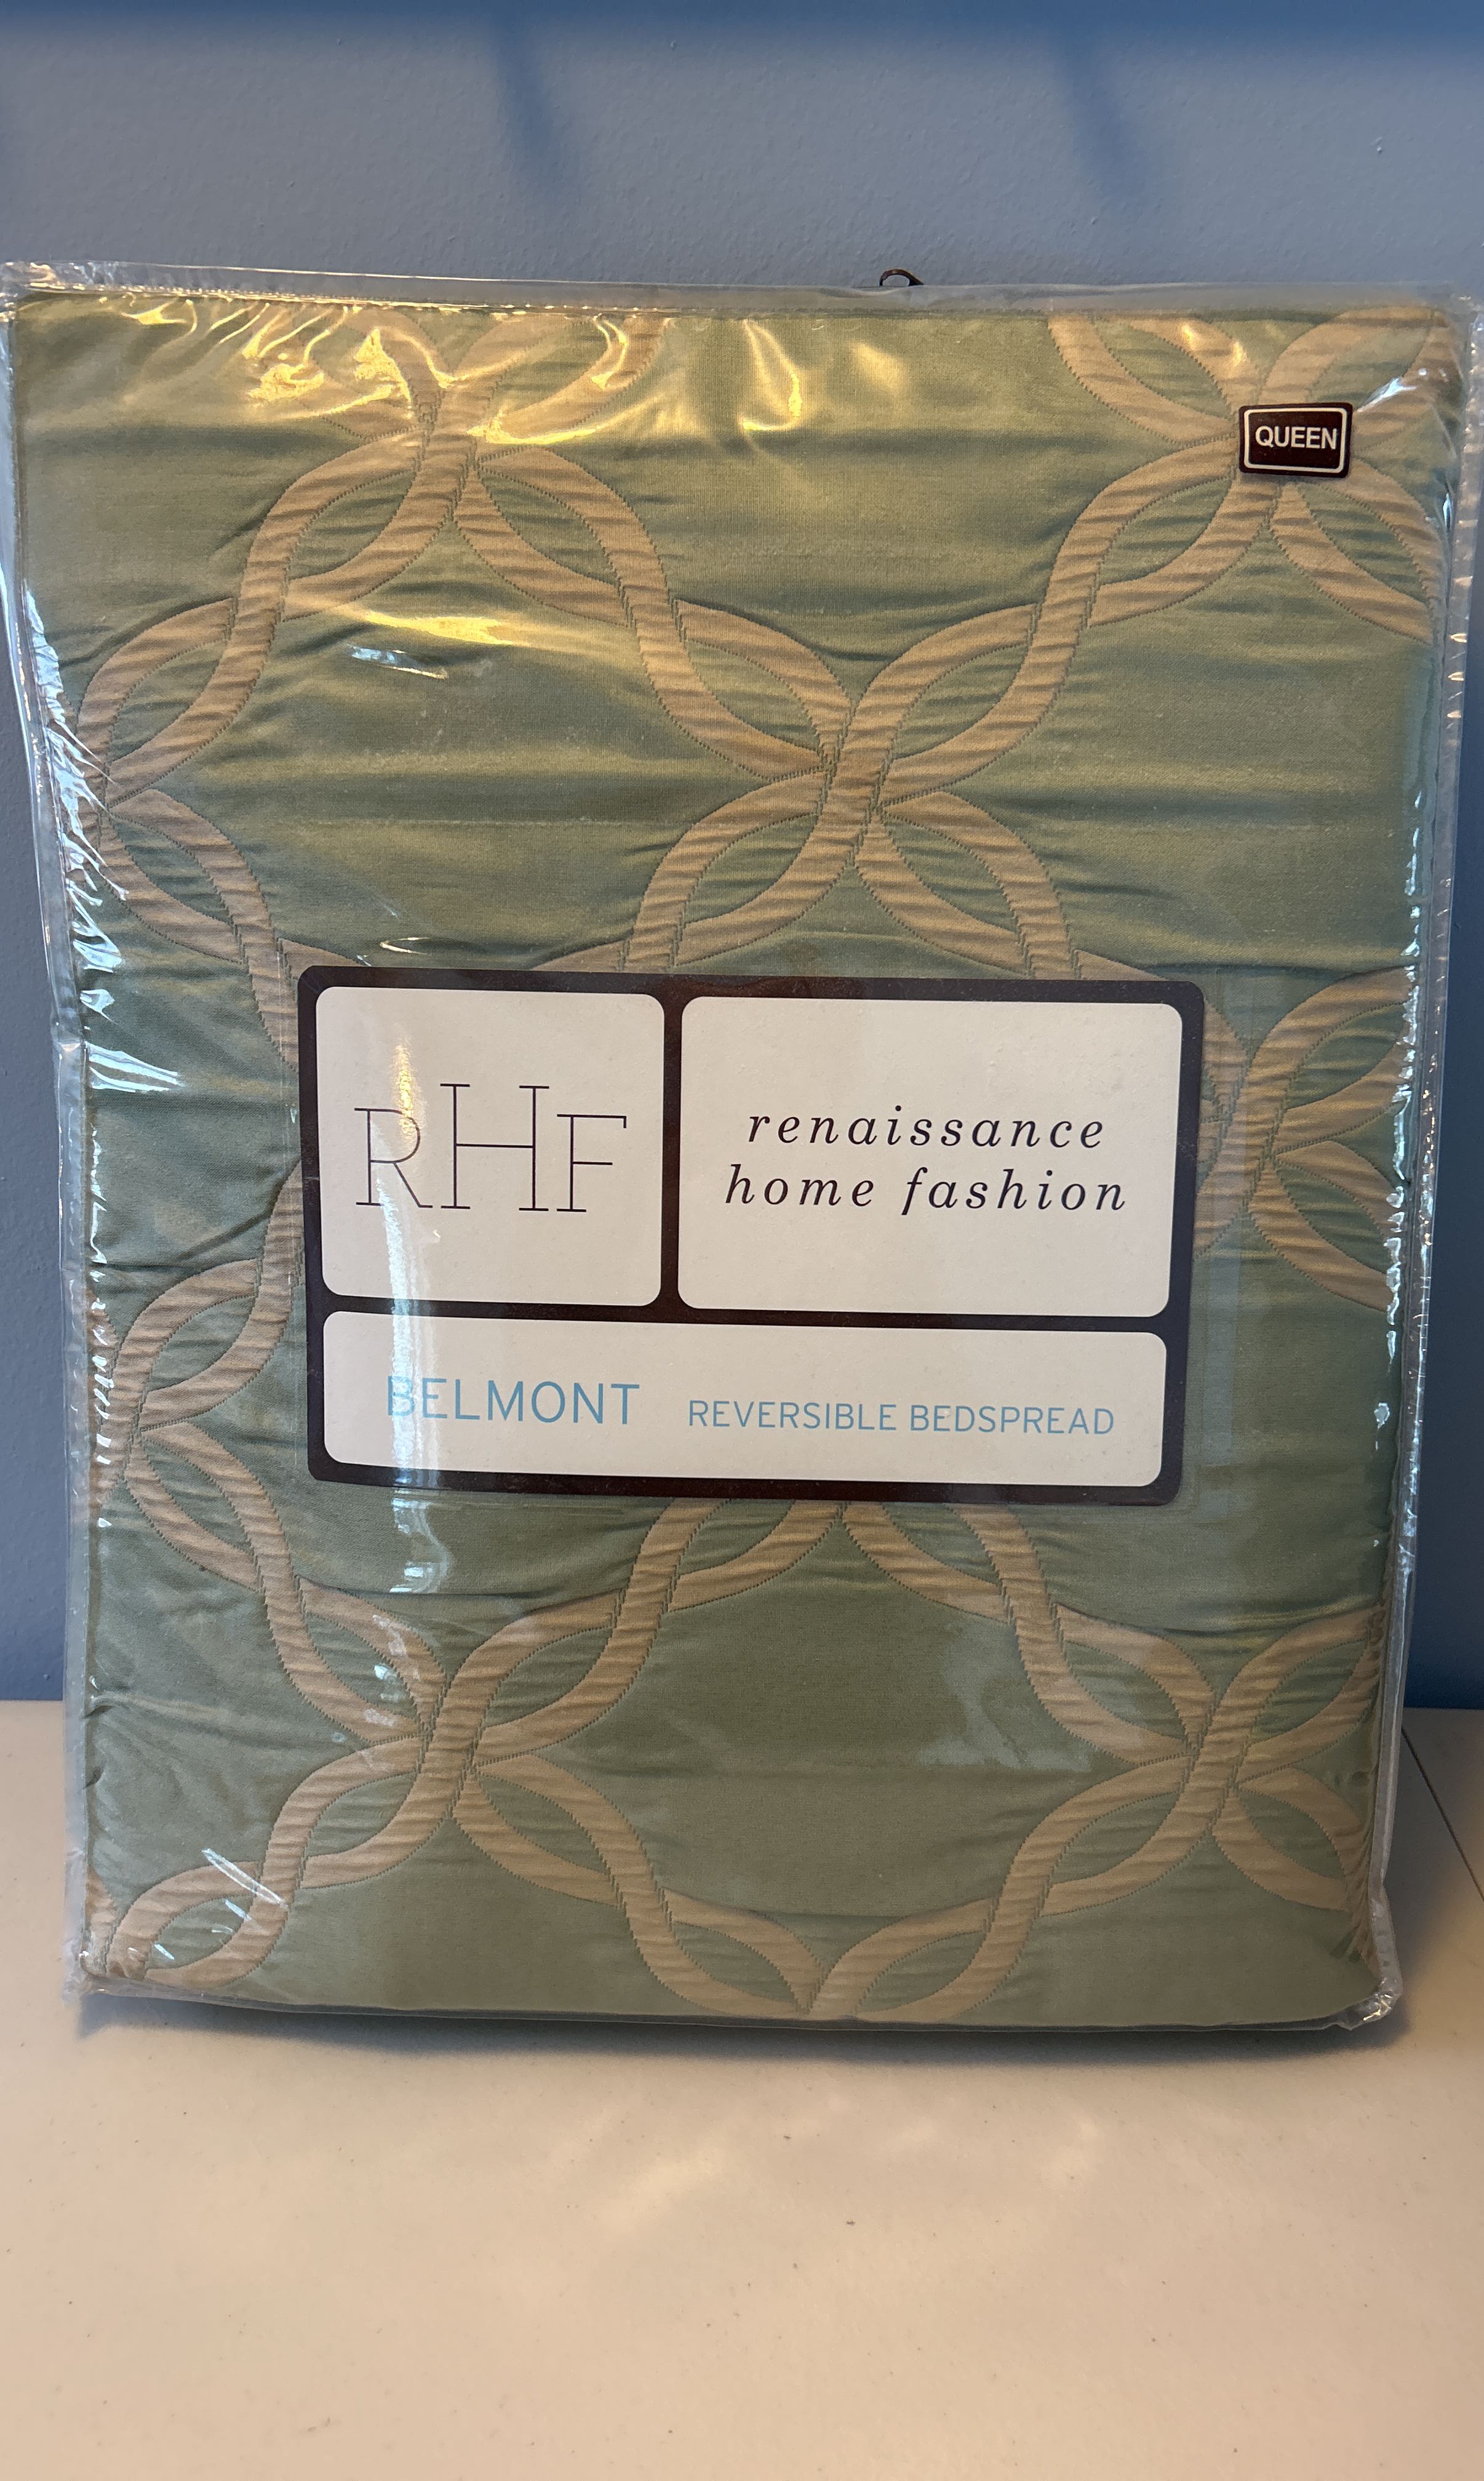 QUEEN
RHF
renaissance
home fashion
BELMONT REVERSIBLE BEDSPREAD